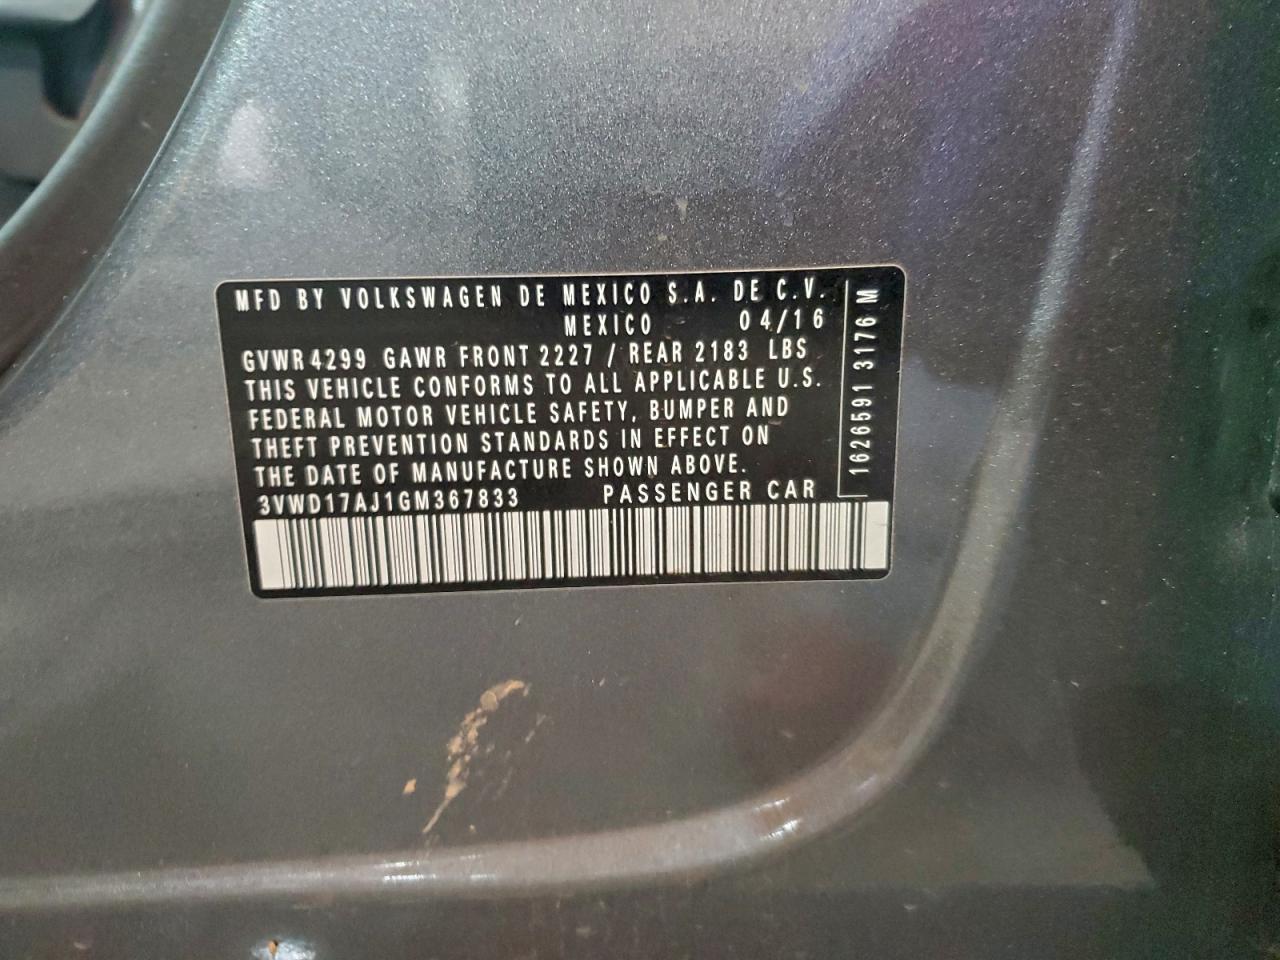 MFD BY VOLKSWAGEN DE MEXICO S.A. DE C.V.
MEXICO 04/16
GVWR 4299 GAWR FRONT 2227 / REAR 2183 LBS
THIS VEHICLE CONFORMS TO ALL APPLICABLE U.S.
FEDERAL MOTOR VEHICLE SAFETY, BUMPER AND
THEFT PREVENTION STANDARDS IN EFFECT ON
THE DATE OF MANUFACTURE SHOWN ABOVE.
3VWD17AJ1GM367833 PASSENGER CAR
1626591 3176 M